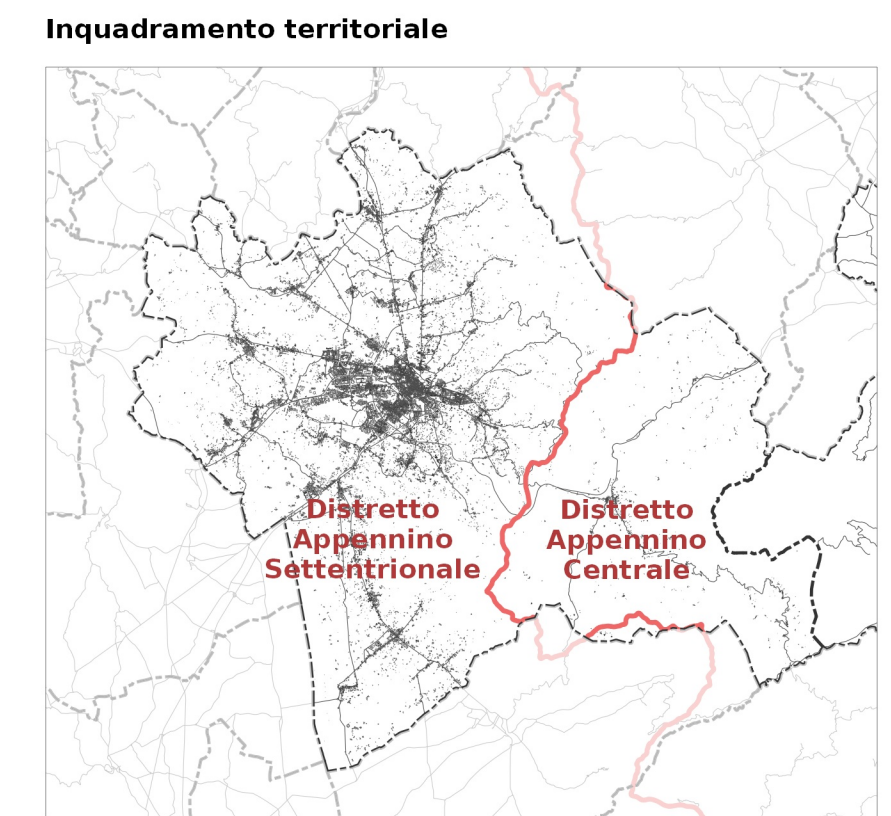 Inquadramento territoriale
Distretto
Appennino
Settentrionale
Distretto
Appennino
Centrale